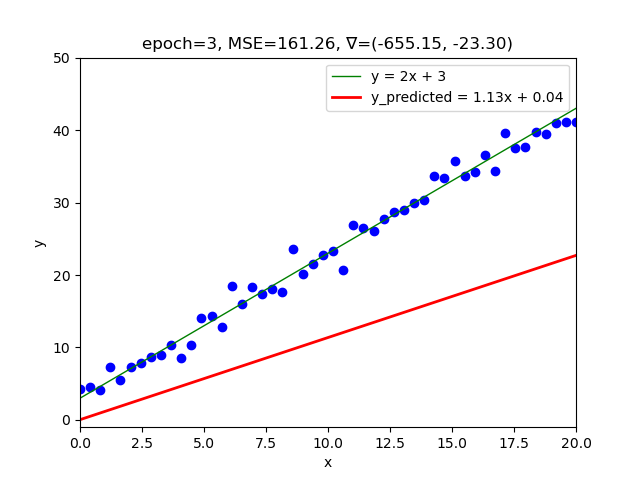 epoch=3, MSE=161.26, ∇=(-655.15, -23.30)
y = 2x + 3
y_predicted = 1.13x + 0.04
50
40
30
20
10
0
y
0.0 2.5 5.0 7.5 10.0 12.5 15.0 17.5 20.0
x